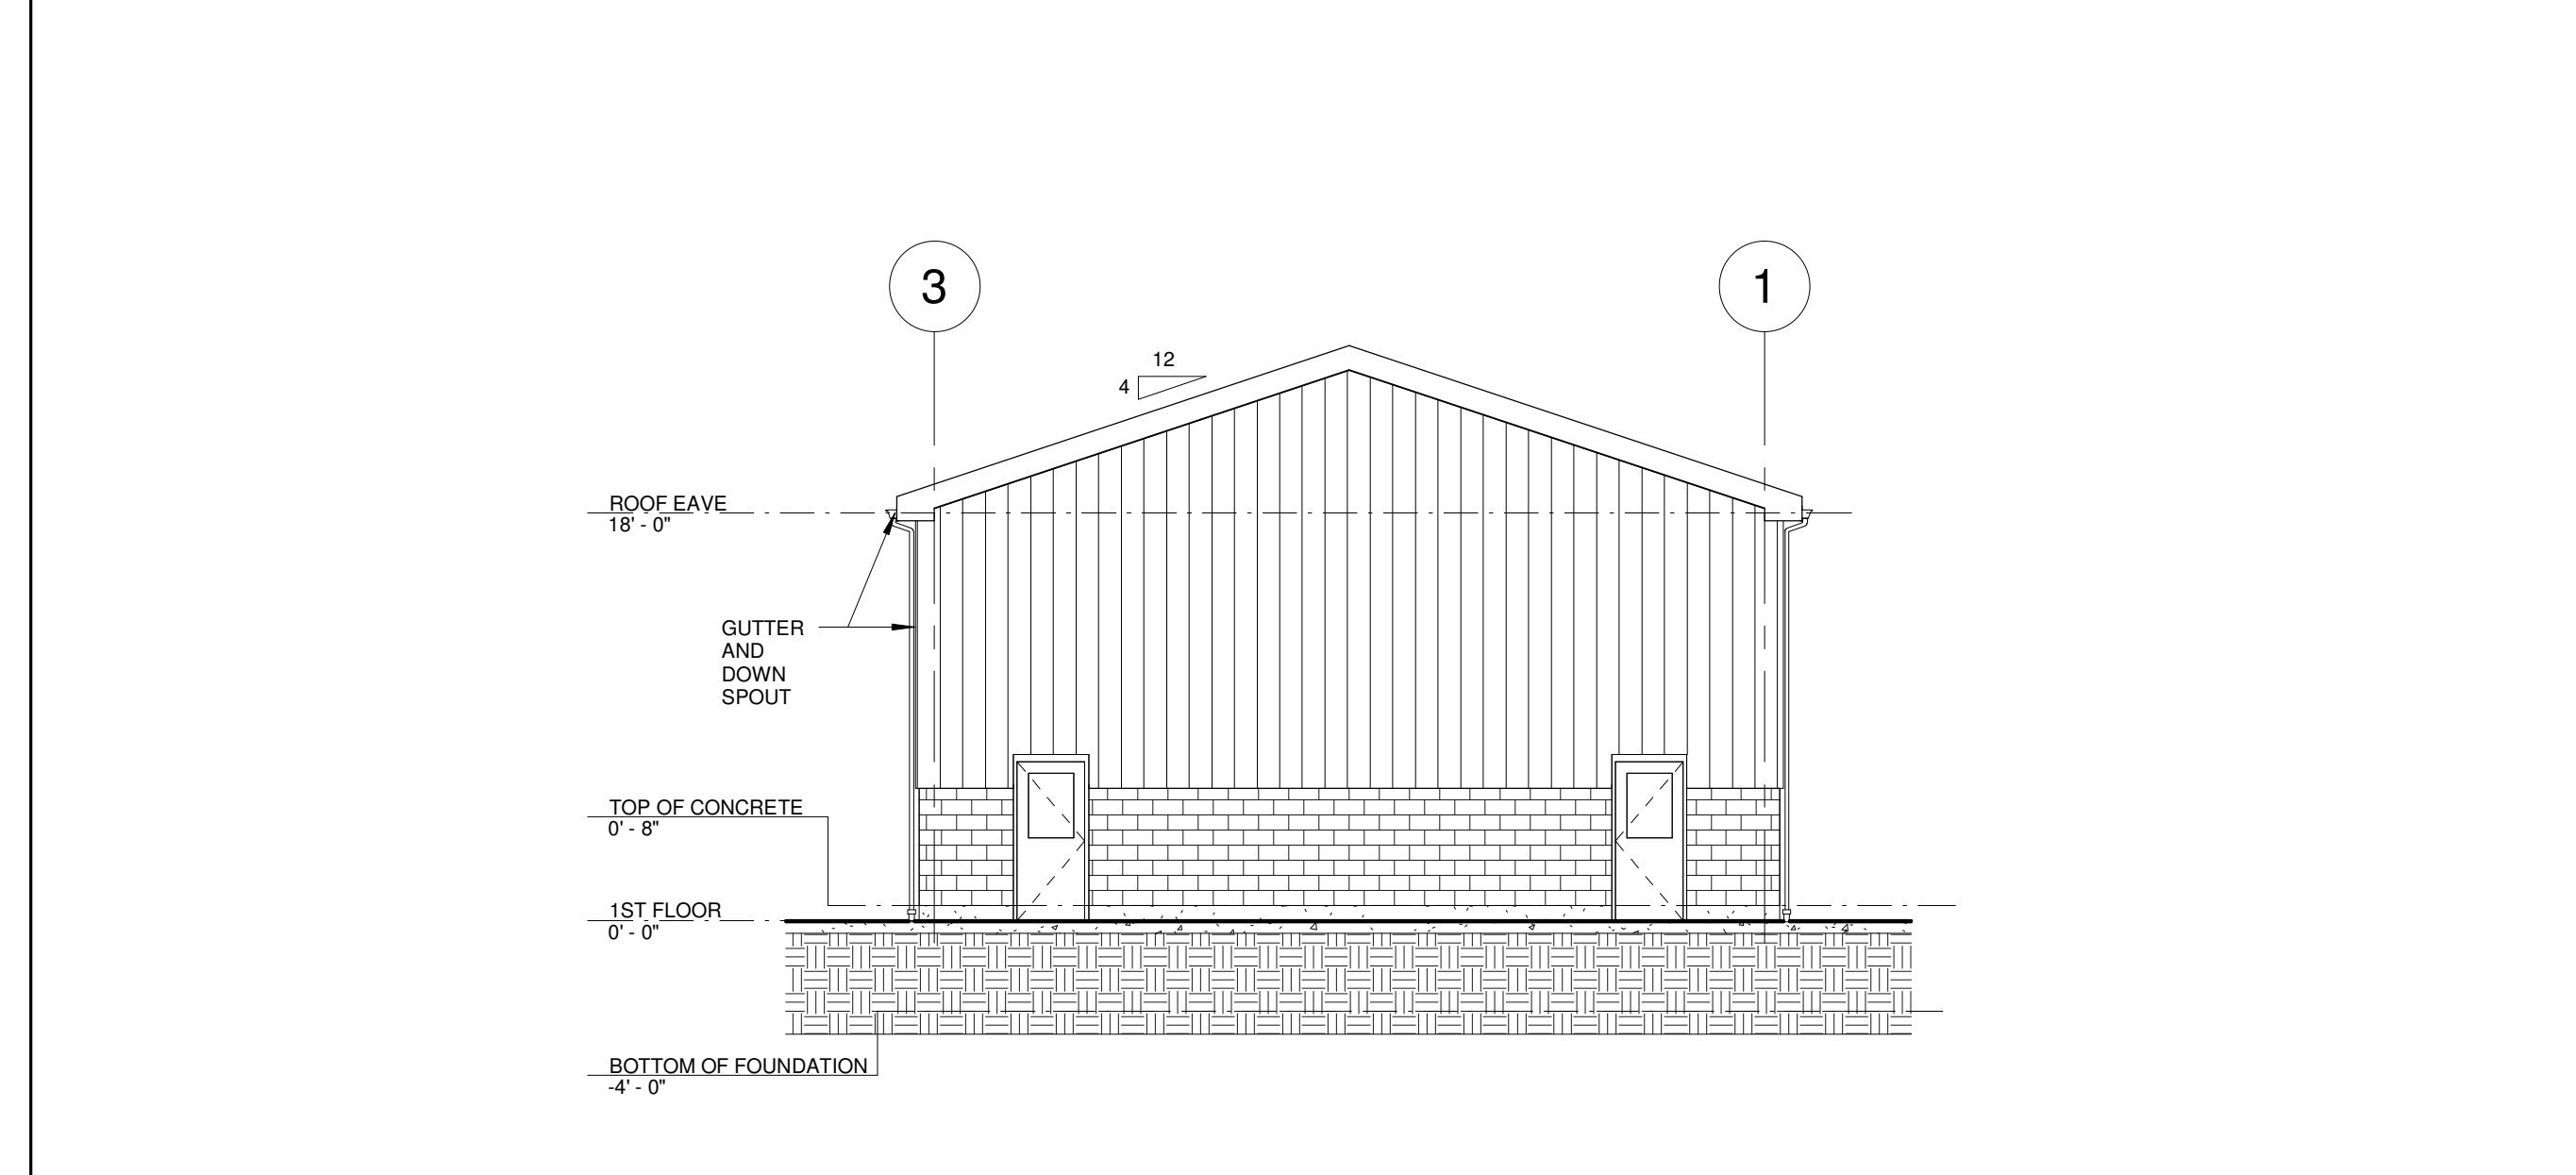 3
1
12
4
ROOF EAVE
18' - 0"
GUTTER
AND
DOWN
SPOUT
TOP OF CONCRETE
0' - 8"
1ST FLOOR
0' - 0"
BOTTOM OF FOUNDATION
-4' - 0"